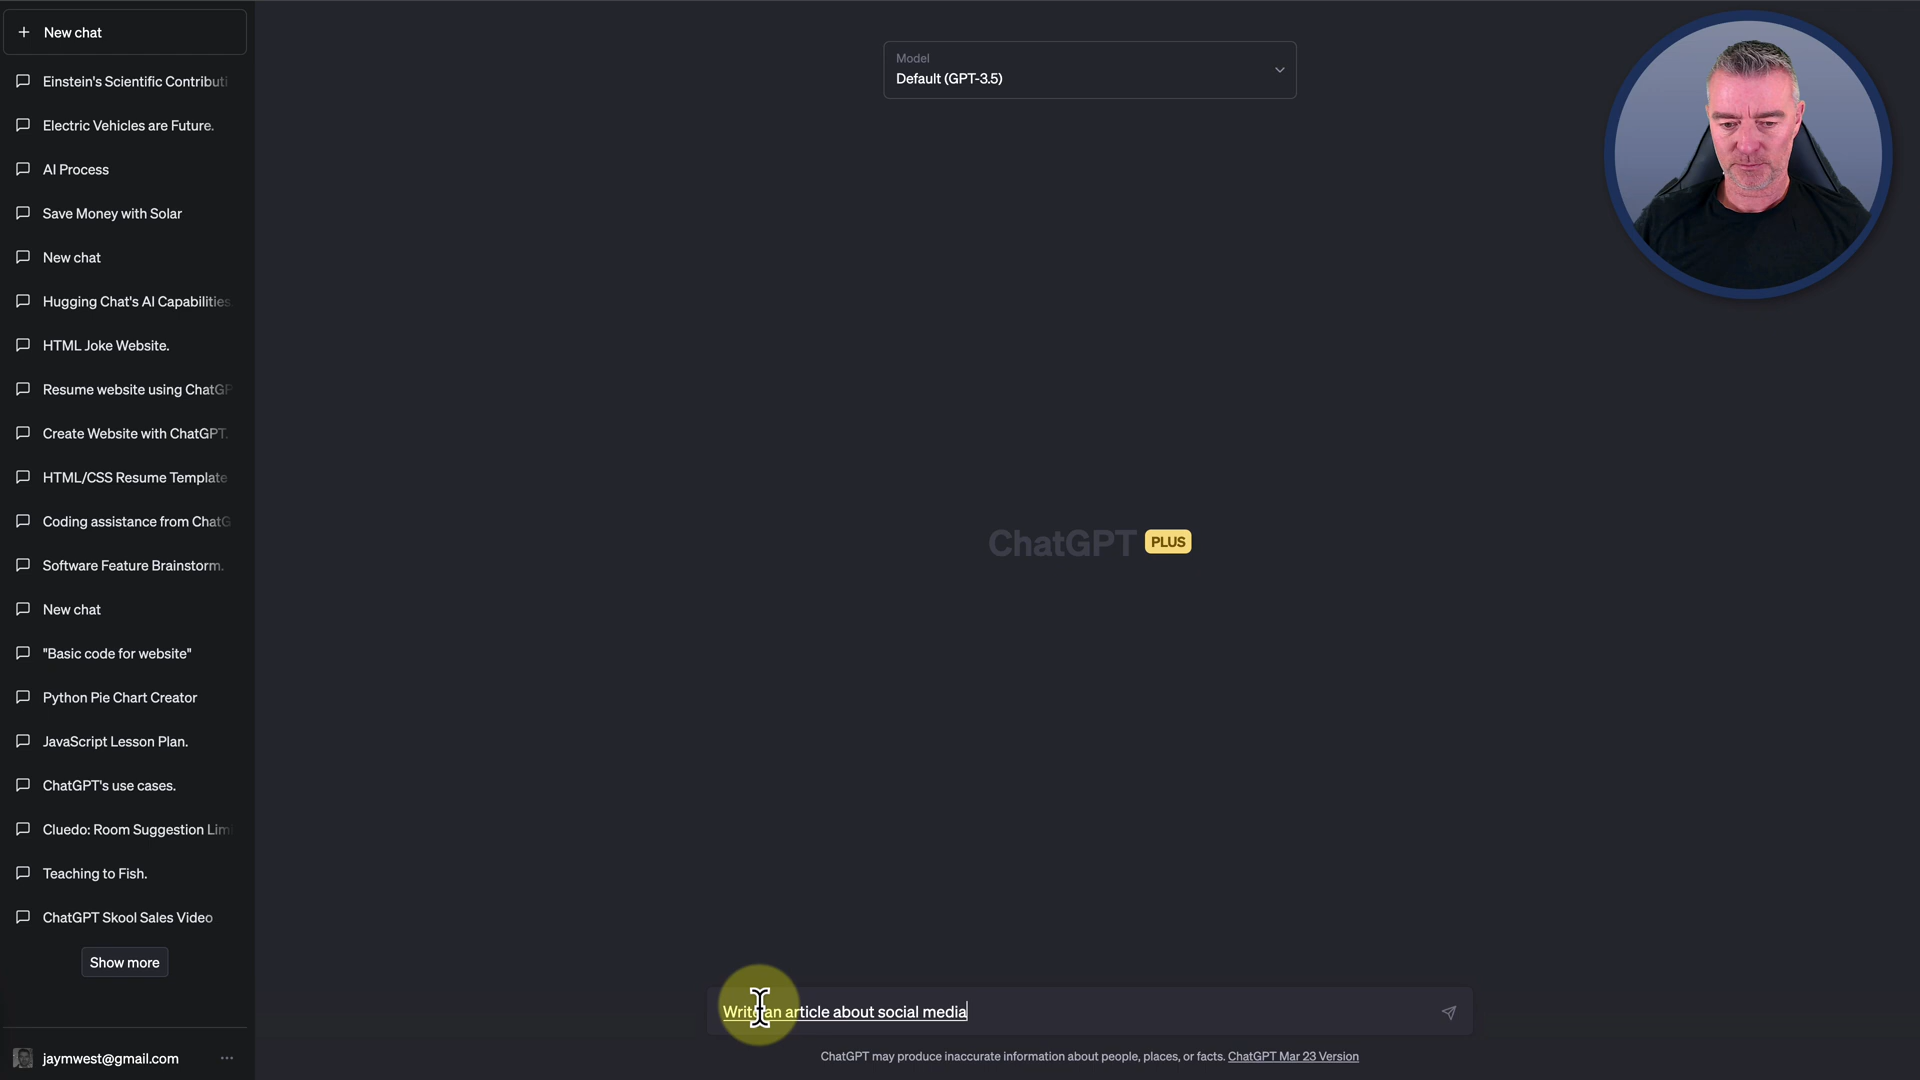 New chat
Einstein's Scientific Contributi
Electric Vehicles are Future.
AI Process
Save Money with Solar
New chat
Hugging Chat's AI Capabilities.
HTML Joke Website.
Resume website using ChatGP
Create Website with ChatGPT.
HTML/CSS Resume Template
Coding assistance from ChatG
Software Feature Brainstorm.
New chat
"Basic code for website"
Python Pie Chart Creator
JavaScript Lesson Plan.
ChatGPT's use cases.
Cluedo: Room Suggestion Lim
Teaching to Fish.
ChatGPT Skool Sales Video
Show more
jaymwest@gmail.com
Model
Default (GPT-3.5)
ChatGPT PLUS
Write an article about social media
ChatGPT may produce inaccurate information about people, places, or facts. ChatGPT Mar 23 Version